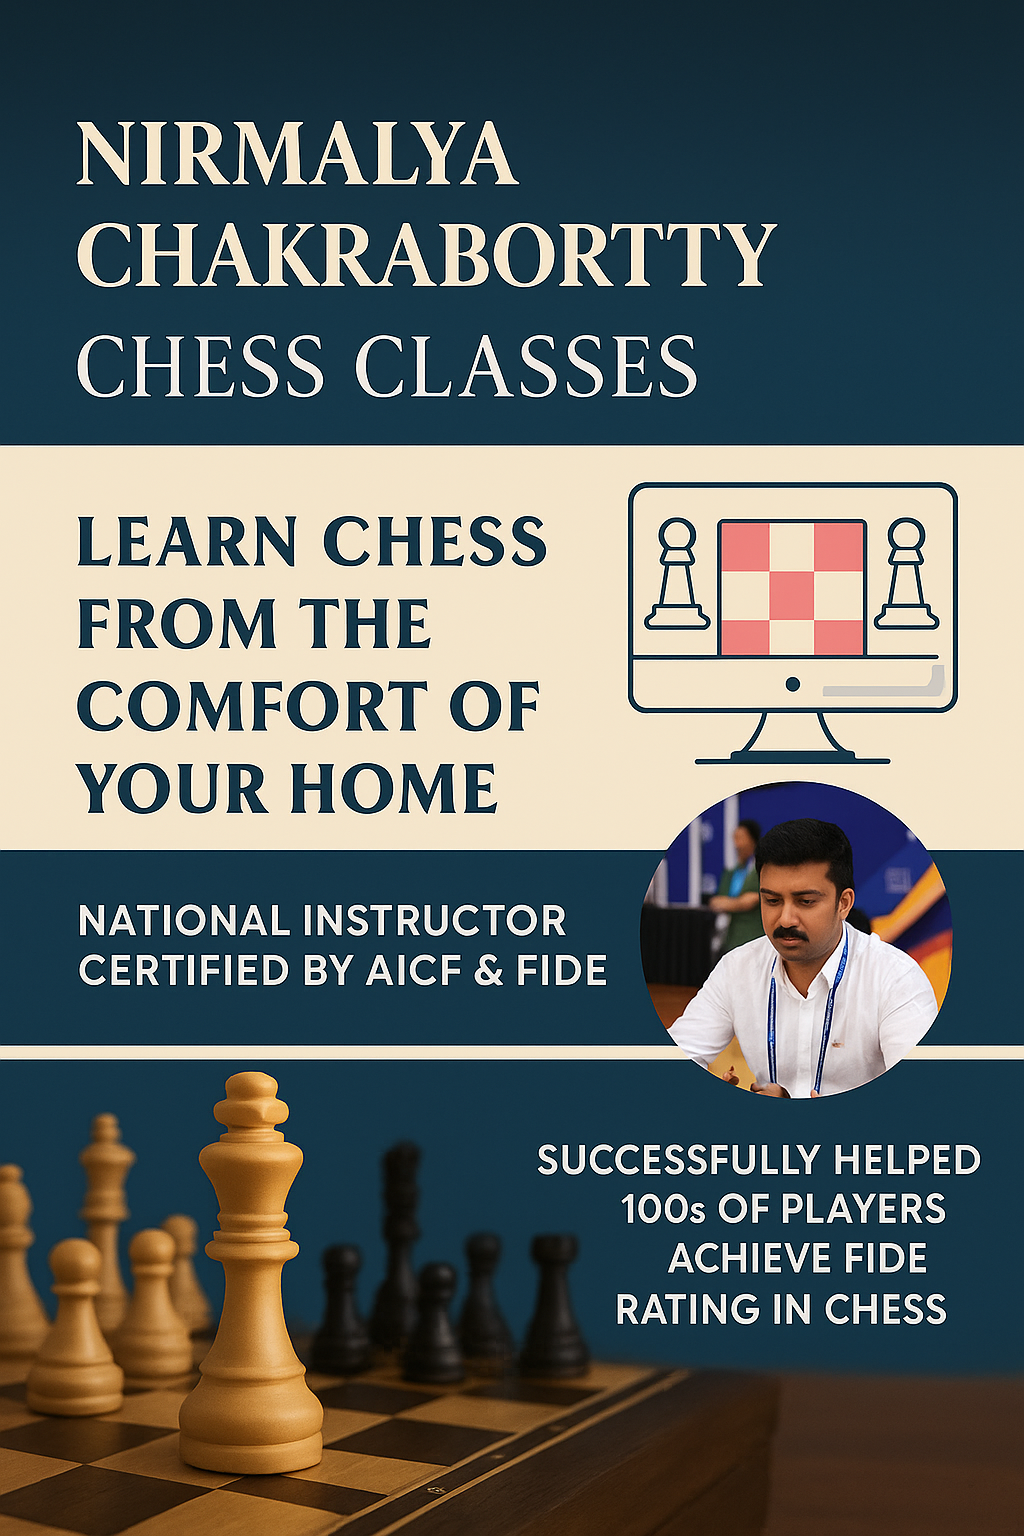 NIRMALYA
CHAKRABORTTY
CHESS CLASSES
LEARN CHESS
FROM THE
COMFORT OF
YOUR HOME
NATIONAL INSTRUCTOR
CERTIFIED BY AICF & FIDE
SUCCESSFULLY HELPED
100s OF PLAYERS
ACHIEVE FIDE
RATING IN CHESS